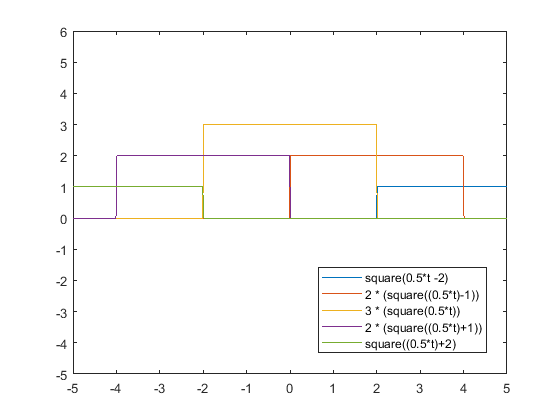 6
5
4
3
2
1
0
-1
-2
-3
-4
-5
-5 -4 -3 -2 -1 0 1 2 3 4 5
square(0.5*t -2)
2 * (square((0.5*t)-1))
3 * (square(0.5*t))
2 * (square((0.5*t)+1))
square((0.5*t)+2)